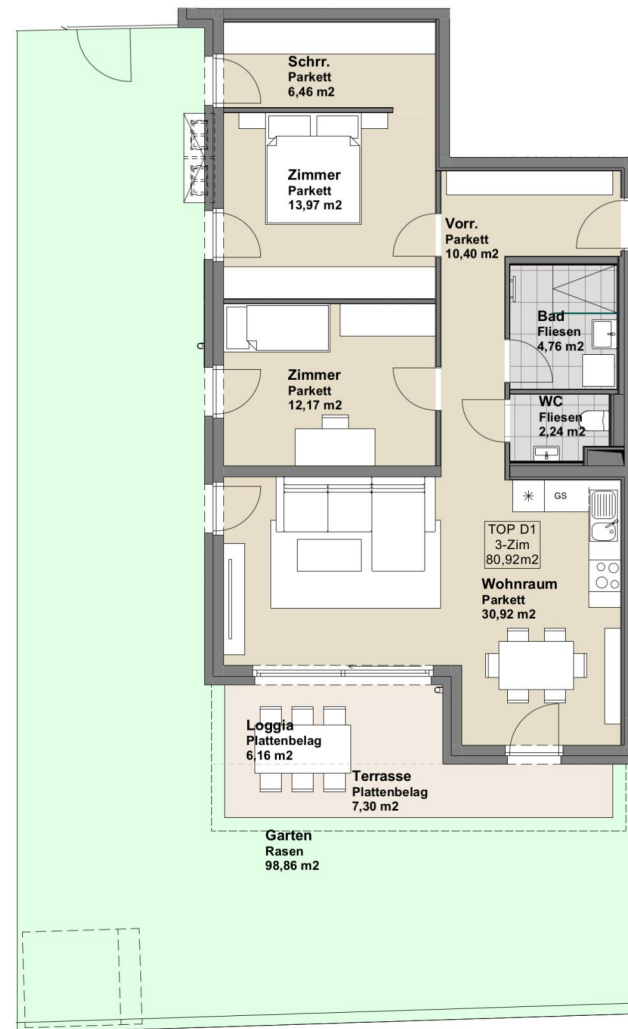 Schrr.
Parkett
6,46 m2
Zimmer
Parkett
13,97 m2
Vorr.
Parkett
10,40 m2
Bad
Fliesen
4,76 m2
Zimmer
Parkett
12,17 m2
WC
Fliesen
2,24 m2
GS
TOP D1
3-Zim
80,92m2
Wohnraum
Parkett
30,92 m2
Loggia
Plattenbelag
6,16 m2
Terrasse
Plattenbelag
7,30 m2
Garten
Rasen
98,86 m2